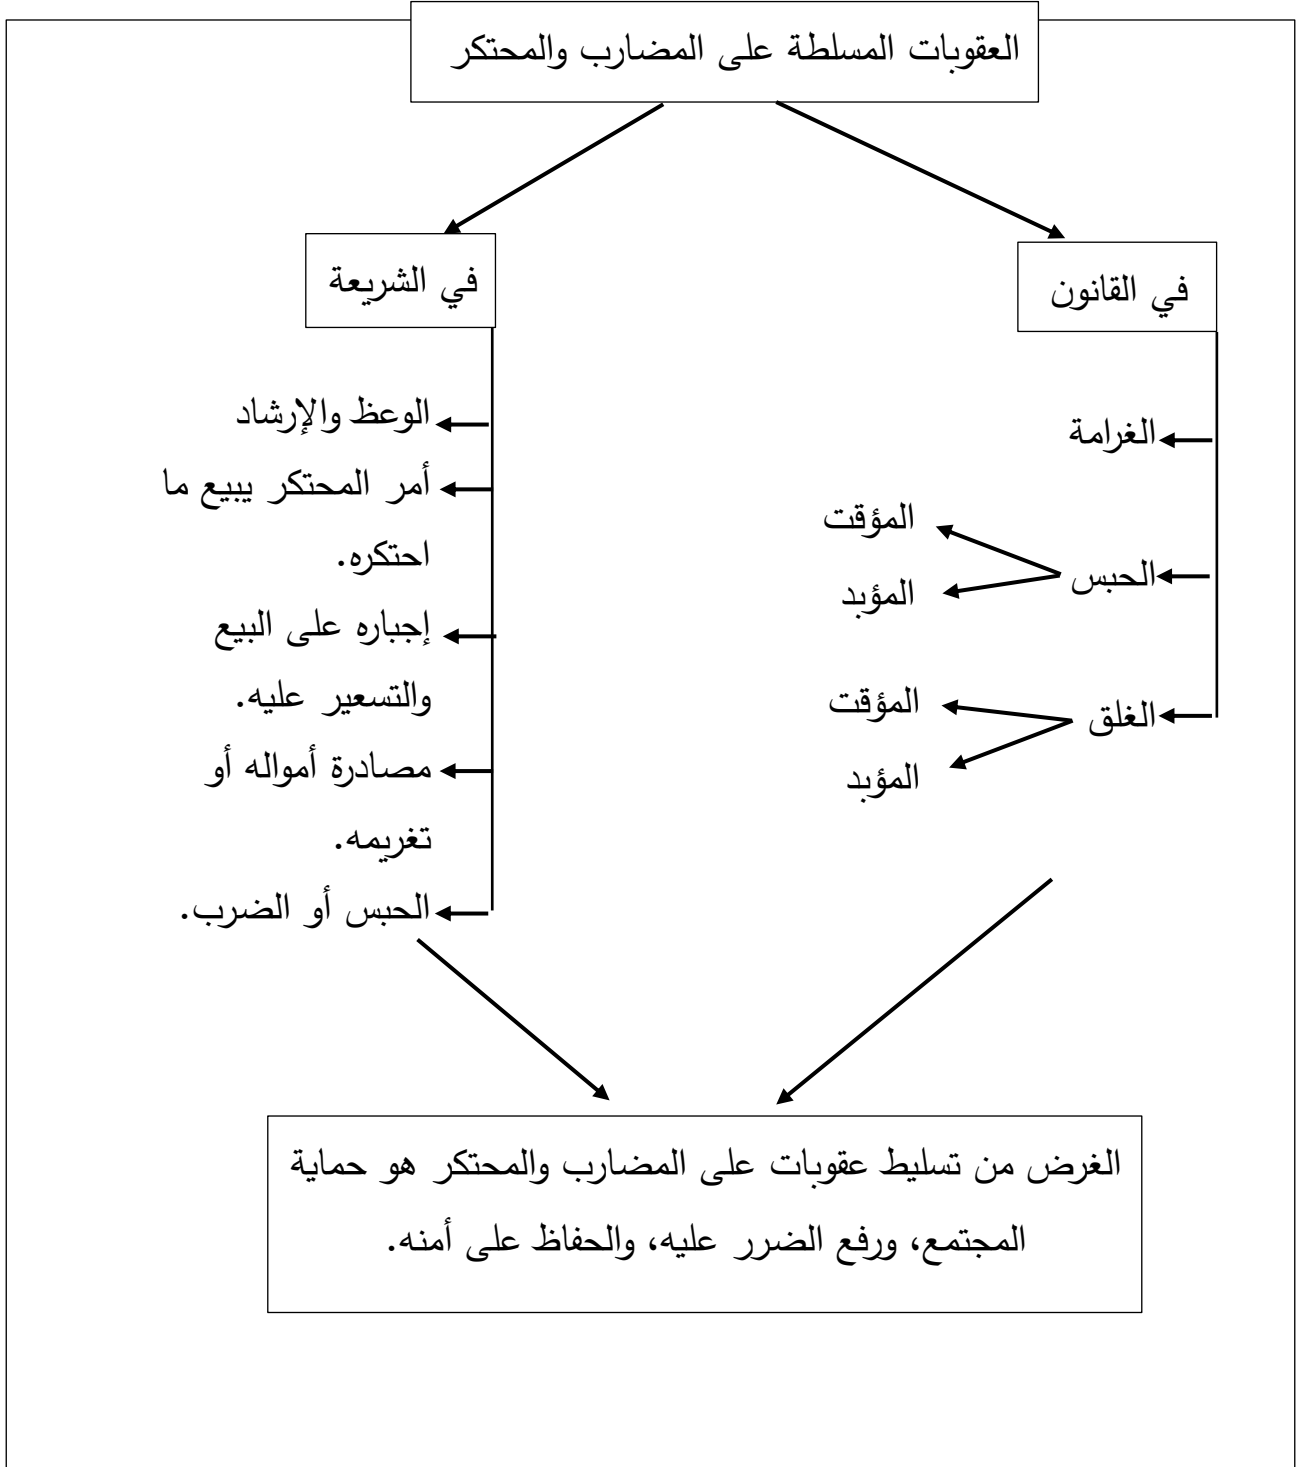 العقوبات المسلطة على المضارب والمحتكر
في القانون
الغرامة
الحبس
المؤقت
المؤبد
الغلق
المؤقت
المؤبد
في الشريعة
الوعظ والإرشاد
أمر المحتكر يبيع ما
احتكره.
إجباره على البيع
والتسعير عليه.
مصادرة أمواله أو
تغريمه.
الحبس أو الضرب.
الغرض من تسليط عقوبات على المضارب والمحتكر هو حماية
المجتمع، ورفع الضرر عليه، والحفاظ على أمنه.